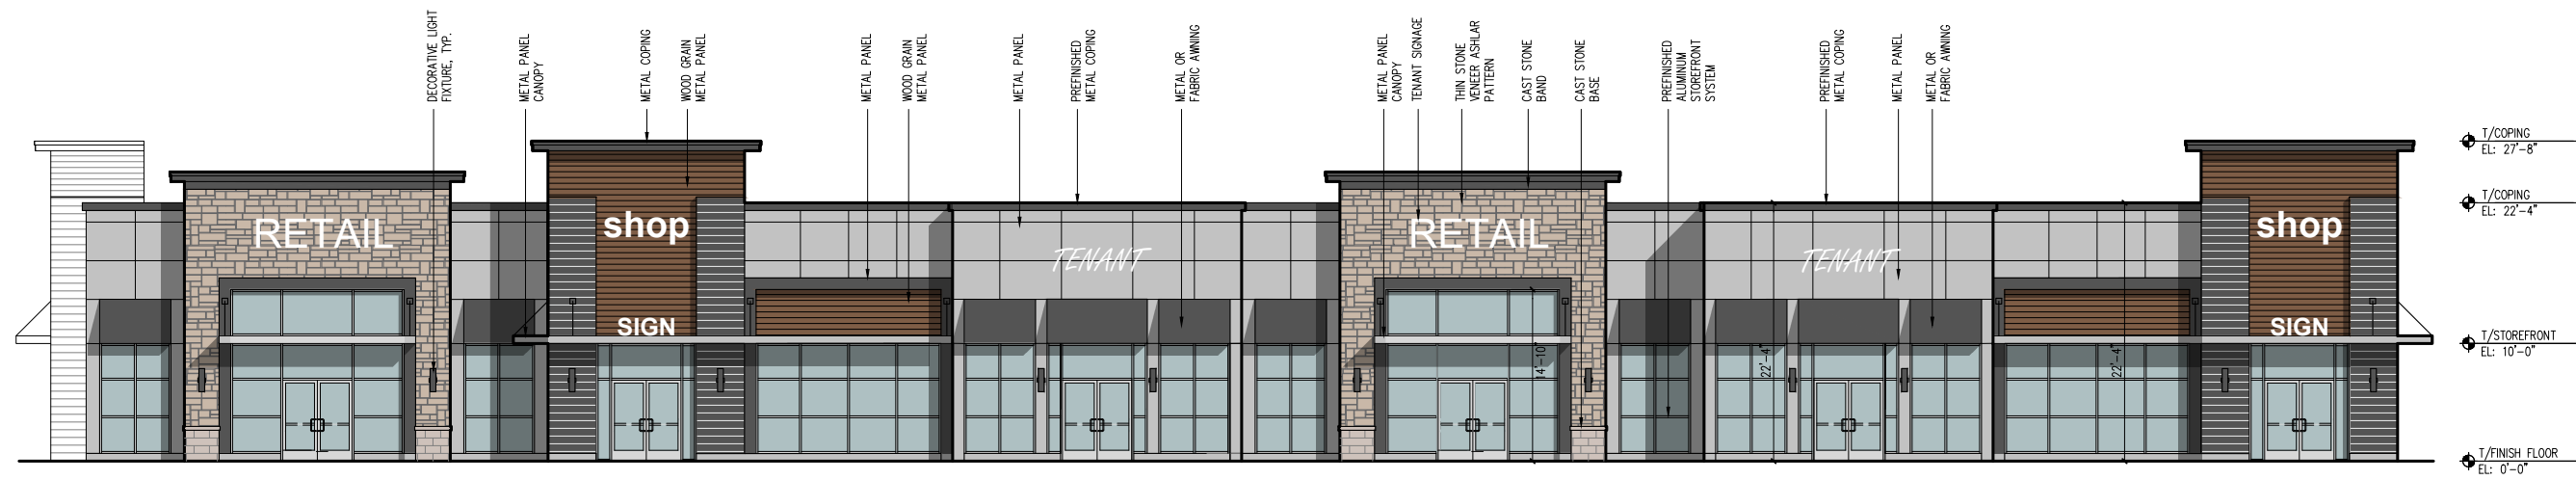 DECORATIVE LIGHT
FIXTURE, TYP.
METAL PANEL
CANOPY
METAL COPING
WOOD GRAIN
METAL PANEL
METAL PANEL
WOOD GRAIN
METAL PANEL
METAL PANEL
PREFINISHED
METAL COPING
METAL OR
FABRIC AWNING
METAL PANEL
CANOPY
TENANT SIGNAGE
THIN STONE
VENEER ASHLAR
PATTERN
CAST STONE
BAND
CAST STONE
BASE
PREFINISHED
ALUMINUM
STOREFRONT
SYSTEM
PREFINISHED
METAL COPING
METAL PANEL
METAL OR
FABRIC AWNING
T/COPING
EL: 27'-8"
T/COPING
EL: 22'-4"
RETAIL
shop
TENANT
RETAIL
TENANT
shop
SIGN
SIGN
T/STOREFRONT
EL: 10'-0"
14'-10"
22'-4"
22'-4"
T/FINISH FLOOR
EL: 0'-0"